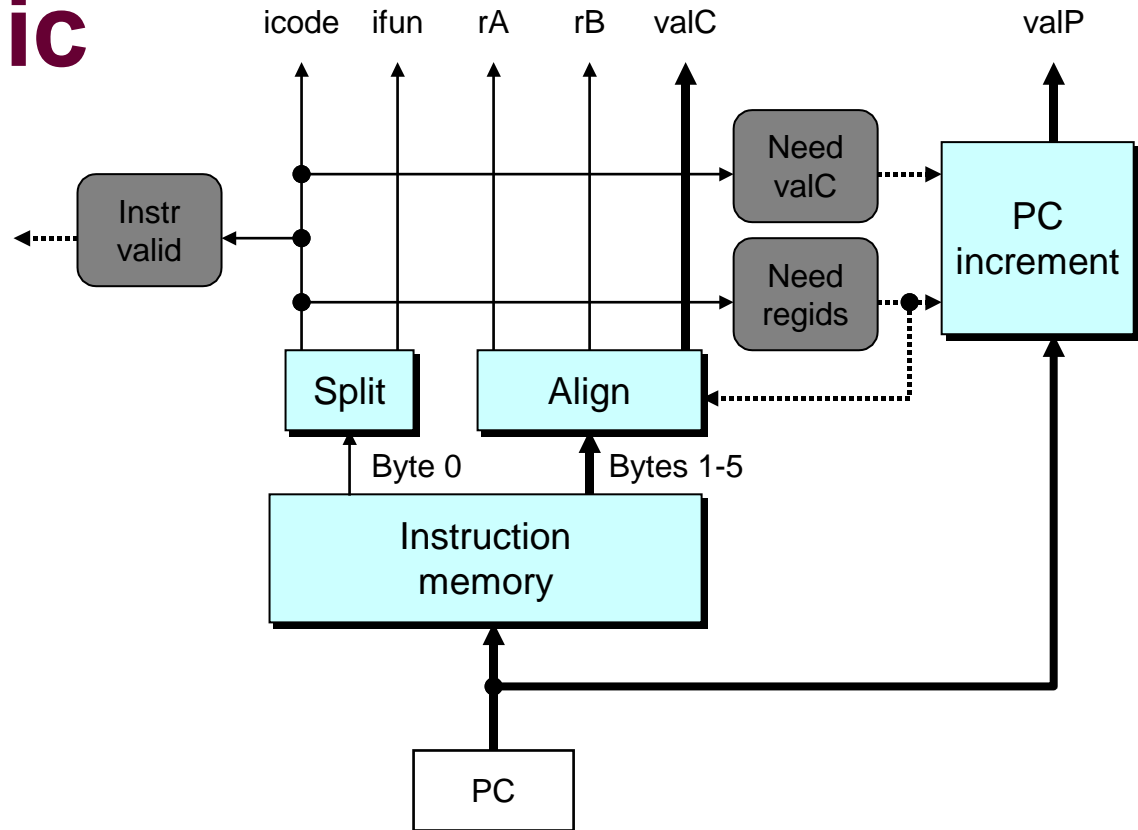 ic
icode ifun rA rB valC valP
Need
valC
Instr
valid
PC
increment
Need
regids
Split
Align
Byte 0
Bytes 1-5
Instruction
memory
PC